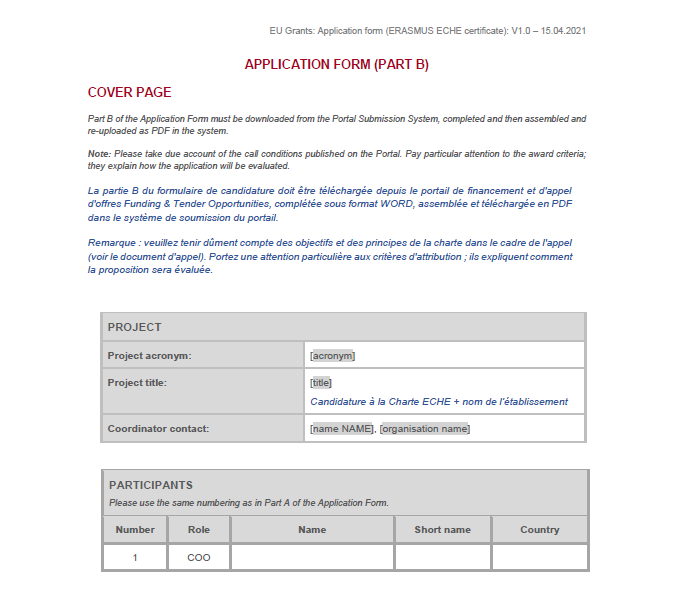 EU Grants: Application form (ERASMUS ECHE certificate): V1.0 – 15.04.2021
APPLICATION FORM (PART B)
COVER PAGE
Part B of the Application Form must be downloaded from the Portal Submission System, completed and then assembled and
re-uploaded as PDF in the system.
Note: Please take due account of the call conditions published on the Portal. Pay particular attention to the award criteria;
they explain how the application will be evaluated.
La partie B du formulaire de candidature doit être téléchargée depuis le portail de financement et d'appel
d'offres Funding & Tender Opportunities, complétée sous format WORD, assemblée et téléchargée en PDF
dans le système de soumission du portail.
Remarque : veuillez tenir dûment compte des objectifs et des principes de la charte dans le cadre de l'appel
(voir le document d'appel). Portez une attention particulière aux critères d'attribution ; ils expliquent comment
la proposition sera évaluée.
PROJECT
Project acronym: [acronym]
Project title: [title]
Candidature à la Charte ECHE + nom de l'établissement
Coordinator contact: [name NAME], [organisation name]
PARTICIPANTS
Please use the same numbering as in Part A of the Application Form.
Number Role Name Short name Country
1 COO